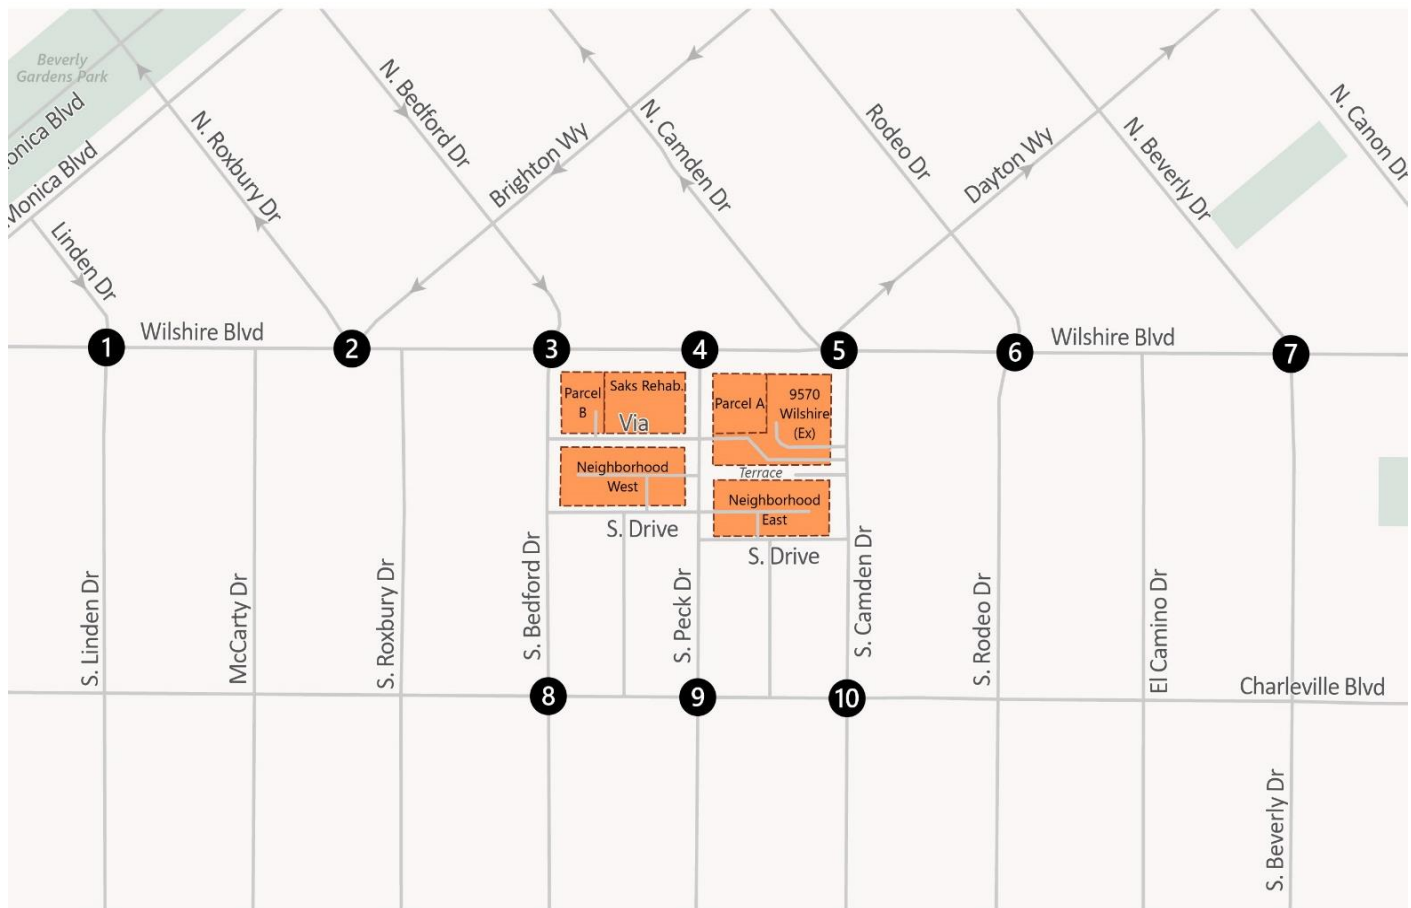 Beverly
Gardens Park
onica Blvd
Monica Blvd
N. Roxbury Dr
N. Bedford Dr
Brighton Wy
N. Camden Dr
Rodeo Dr
Dayton Wy
N. Beverly Dr
N. Canon Dr
Linden Dr
Wilshire Blvd
Wilshire Blvd
1
2
3
4
5
6
7
Parcel
B
Saks Rehab.
Parcel A
9570
Wilshire
(Ex)
Via
Neighborhood
West
Terrace
Neighborhood
East
S. Drive
S. Drive
S. Linden Dr
McCarty Dr
S. Roxbury Dr
S. Bedford Dr
S. Peck Dr
S. Camden Dr
S. Rodeo Dr
El Camino Dr
8
9
10
Charleville Blvd
S. Beverly Dr